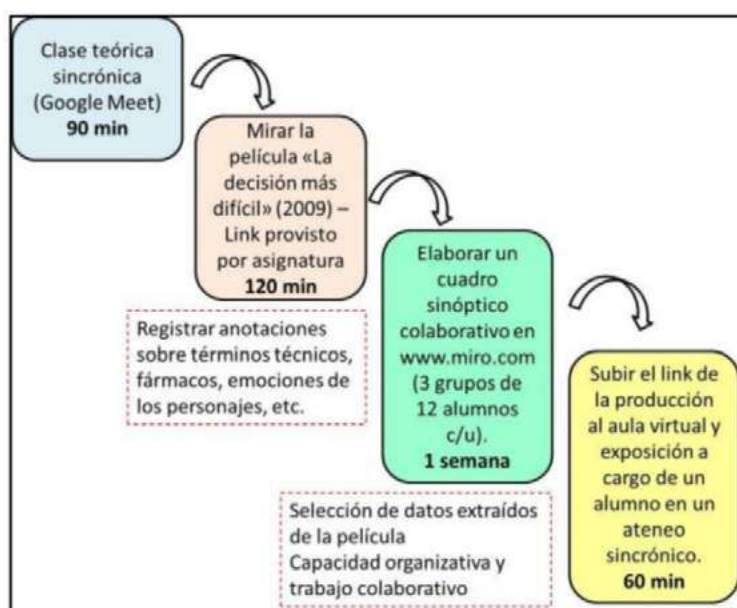 Clase teórica
sincrónica
(Google Meet)
90 min
Mirar la
película «La
decisión más
difícil» (2009) –
Link provisto
por asignatura
120 min
Registrar anotaciones
sobre términos técnicos,
fármacos, emociones de
los personajes, etc.
Elaborar un
cuadro
sinóptico
colaborativo en
www.miro.com
(3 grupos de
12 alumnos
c/u).
1 semana
Selección de datos extraídos
de la película
Capacidad organizativa y
trabajo colaborativo
Subir el link de
la producción
al aula virtual y
exposición a
cargo de un
alumno en un
ateneo
sincrónico.
60 min